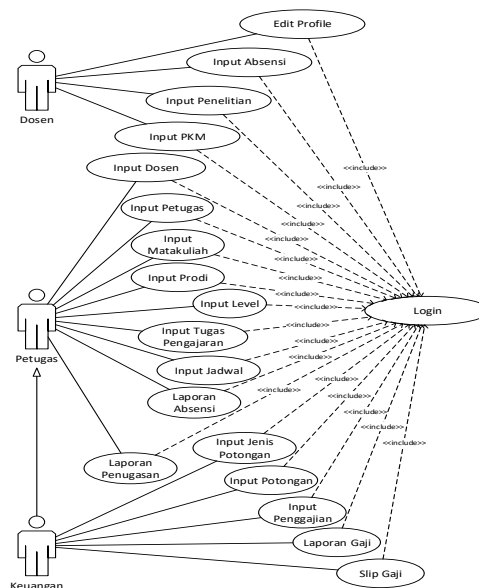 Edit Profile
Input Absensi
Dosen
Input Penelitian
Input PKM
Input Dosen
<<include>>
<<include>>
Input Petugas
<<include>>
<<include>>
<<include>>
Input
Matakuliah
<<include>>
<<include>>
Input Prodi
<<include>>
Input Level
<<include>>
Login
Input Tugas
Pengajaran
<<include>>
<<include>>
Petugas
Input Jadwal
<<include>>
<<include>>
<<include>>
Laporan
Absensi
<<include>>
<<include>>
<<include>>
<<include>>
Input Jenis
Potongan
Laporan
Penugasan
Input Potongan
Input
Penggajian
Laporan Gaji
Slip Gaji
Keuangan